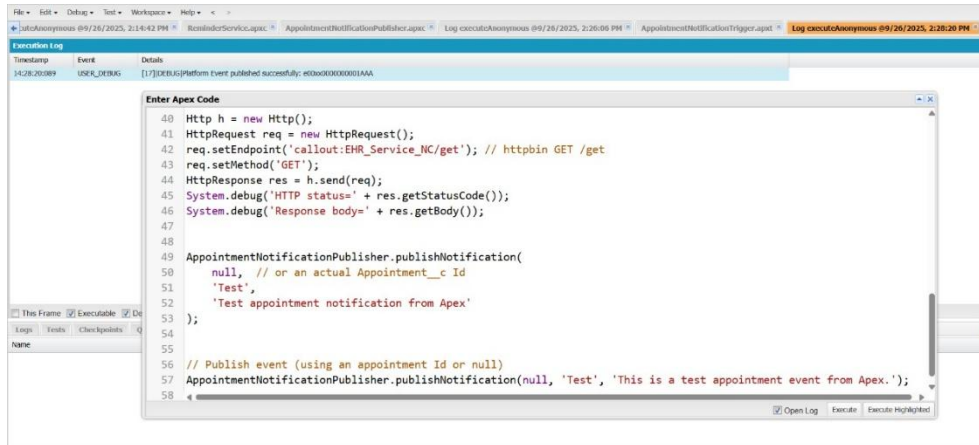 File • Edit • Debug • Test • Workspace • Help • < >
cuteAnonymous @9/26/2025, 2:14:42 PM
ReminderService.apxc
AppointmentNotificationPublisher.apxc
Log executeAnonymous @9/26/2025, 2:26:06 PM
AppointmentNotificationTrigger.apxt
Log executeAnonymous @9/26/2025, 2:28:20 PM
Execution Log
Timestamp Event Details
14:28:20:089 USER_DEBUG [17]|DEBUG|Platform Event published successfully:
Enter Apex Code
40 Http h = new Http();
41 HttpRequest req = new HttpRequest();
42 req.setEndpoint('callout:EHR_Service_NC/get'); // httpbin GET /get
43 req.setMethod('GET');
44 HttpResponse res = h.send(req);
45 System.debug('HTTP status=' + res.getStatusCode());
46 System.debug('Response body=' + res.getBody());
47
48
49 AppointmentNotificationPublisher.publishNotification(
50 null, // or an actual Appointment__c Id
51 'Test',
52 'Test appointment notification from Apex'
53 );
54
55
56 // Publish event (using an appointment Id or null)
57 AppointmentNotificationPublisher.publishNotification(null, 'Test', 'This is a test appointment event from Apex.');
58
This Frame Executable De
Logs Tests Checkpoints Q
Name
Open Log Execute Execute Highlighted